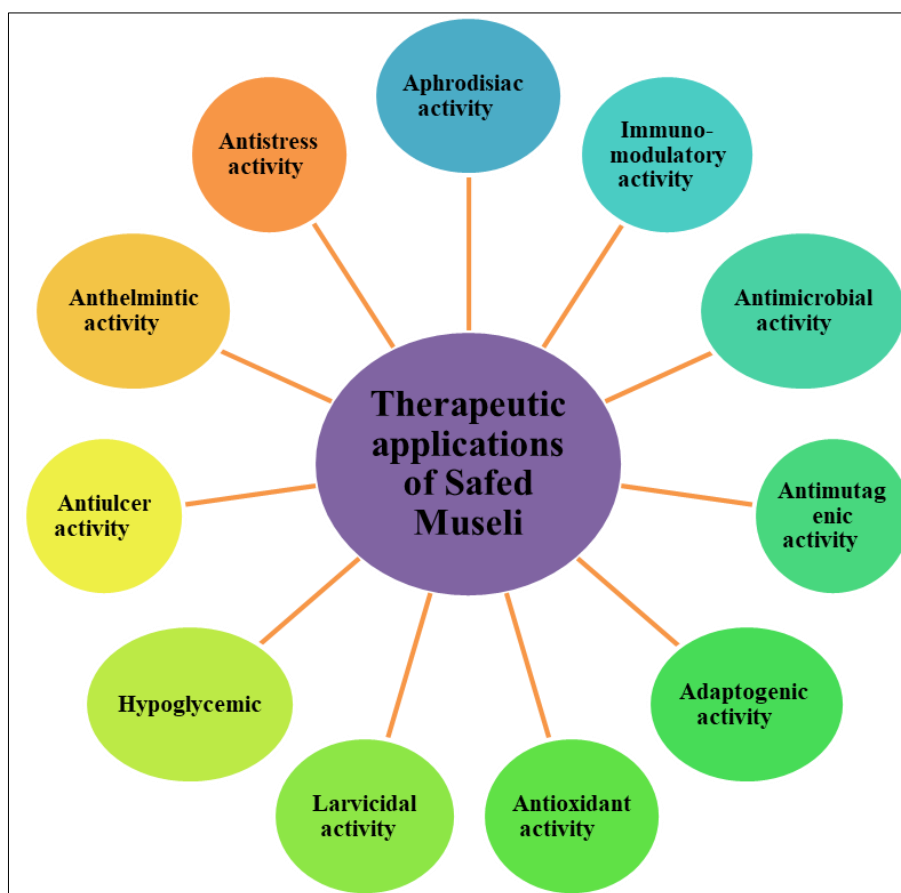 Aphrodisiac
activity
Immuno-
modulatory
activity
Antimicrobial
activity
Antimutag
enic
activity
Adaptogenic
activity
Antioxidant
activity
Larvicidal
activity
Hypoglycemic
Antiulcer
activity
Anthelmintic
activity
Antistress
activity
Therapeutic
applications
of Safed
Museli